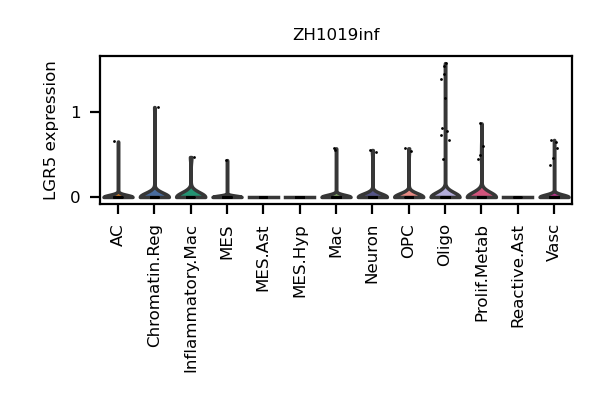 ZH1019inf
LGR5 expression
1
0
AC
Chromatin.Reg
Inflammatory.Mac
MES
MES.Ast
MES.Hyp
Mac
Neuron
OPC
Oligo
Prolif.Metab
Reactive.Ast
Vasc